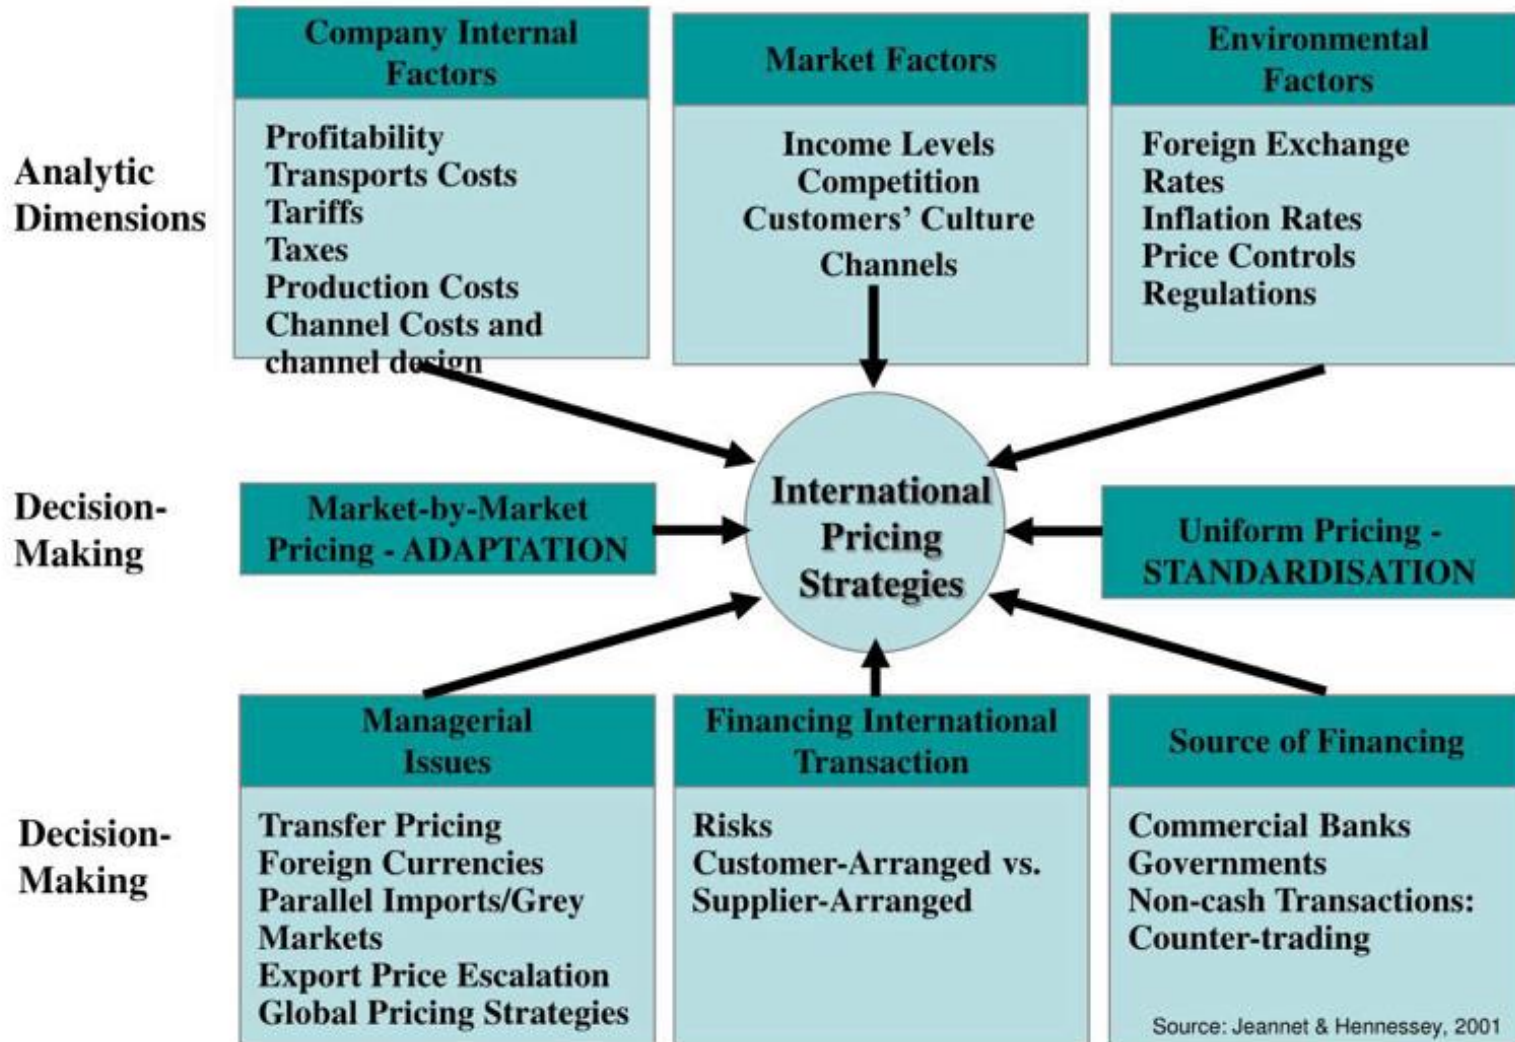 Company Internal
Factors
Market Factors
Environmental
Factors
Analytic
Dimensions
Profitability
Transports Costs
Tariffs
Taxes
Production Costs
Channel Costs and
channel design
Income Levels
Competition
Customers’ Culture
Channels
Foreign Exchange
Rates
Inflation Rates
Price Controls
Regulations
Decision-
Making
Market-by-Market
Pricing - ADAPTATION
International
Pricing
Strategies
Uniform Pricing -
STANDARDISATION
Decision-
Making
Managerial
Issues
Transfer Pricing
Foreign Currencies
Parallel Imports/Grey
Markets
Export Price Escalation
Global Pricing Strategies
Financing International
Transaction
Risks
Customer-Arranged vs.
Supplier-Arranged
Source of Financing
Commercial Banks
Governments
Non-cash Transactions:
Counter-trading
Source: Jeannet & Hennessey, 2001